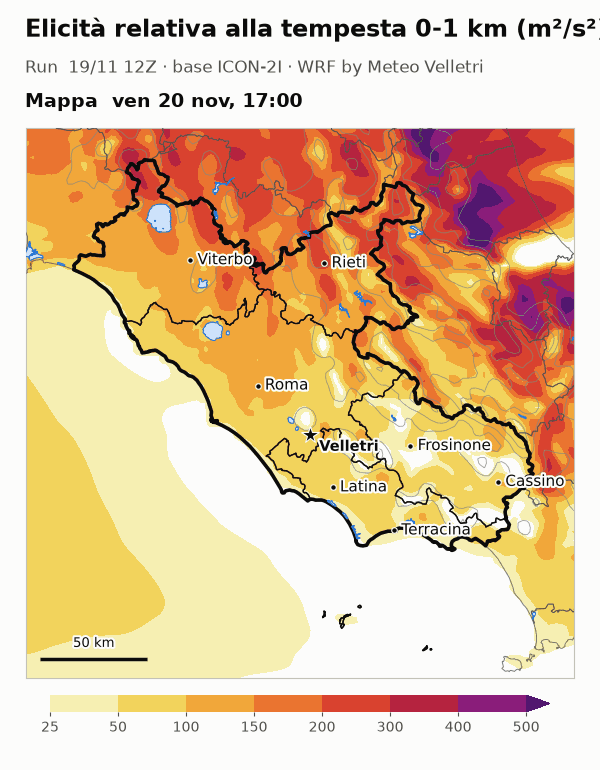 Elicità relativa alla tempesta 0-1 km (m²/s²)
Run 19/11 12Z · base ICON-2I · WRF by Meteo Velletri
Mappa ven 20 nov, 17:00
Viterbo
Rieti
Roma
Velletri
Frosinone
Cassino
Latina
Terracina
50 km
25 50 100 150 200 300 400 500